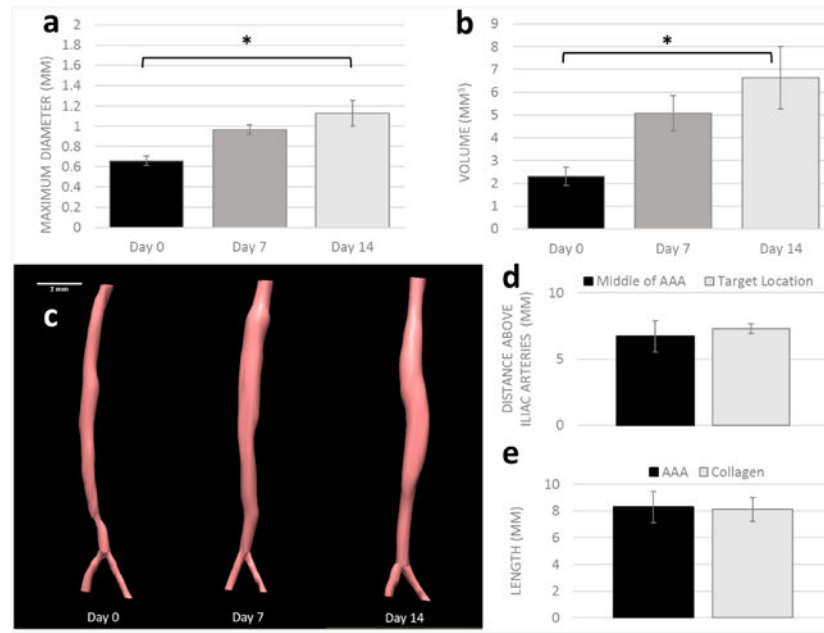 a
MAXIMUM DIAMETER (MM)
2
1.8
1.6
1.4
1.2
1
0.8
0.6
0.4
0.2
0
*
Day 0 Day 7 Day 14
b
VOLUME (MM³)
9
8
7
6
5
4
3
2
1
0
*
Day 0 Day 7 Day 14
c
2 mm
Day 0 Day 7 Day 14
d
Middle of AAA Target Location
DISTANCE ABOVE
ILIAC ARTERIES (MM)
10
5
0
e
AAA Collagen
LENGTH (MM)
10
8
6
4
2
0